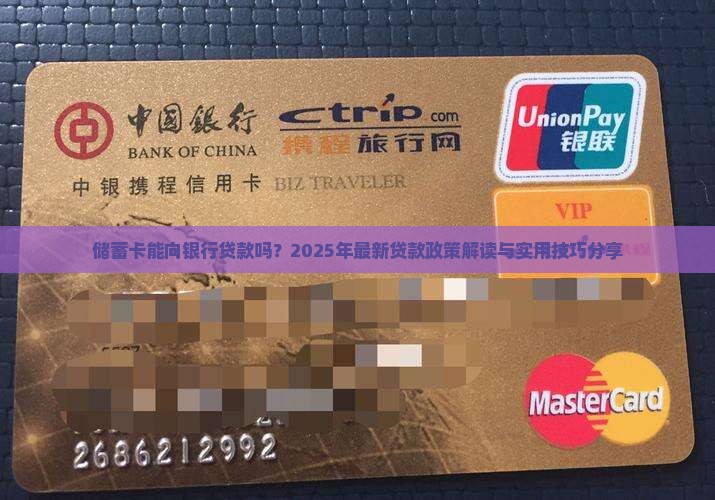 中國銀行
BANK OF CHINA
ctrip.com
携程旅行网
UnionPay
银联
中银携程信用卡 BIZ TRAVELER
VIP
储蓄卡能向银行贷款吗？2025年最新贷款政策解读与实用技巧分享
MasterCard
2686212992